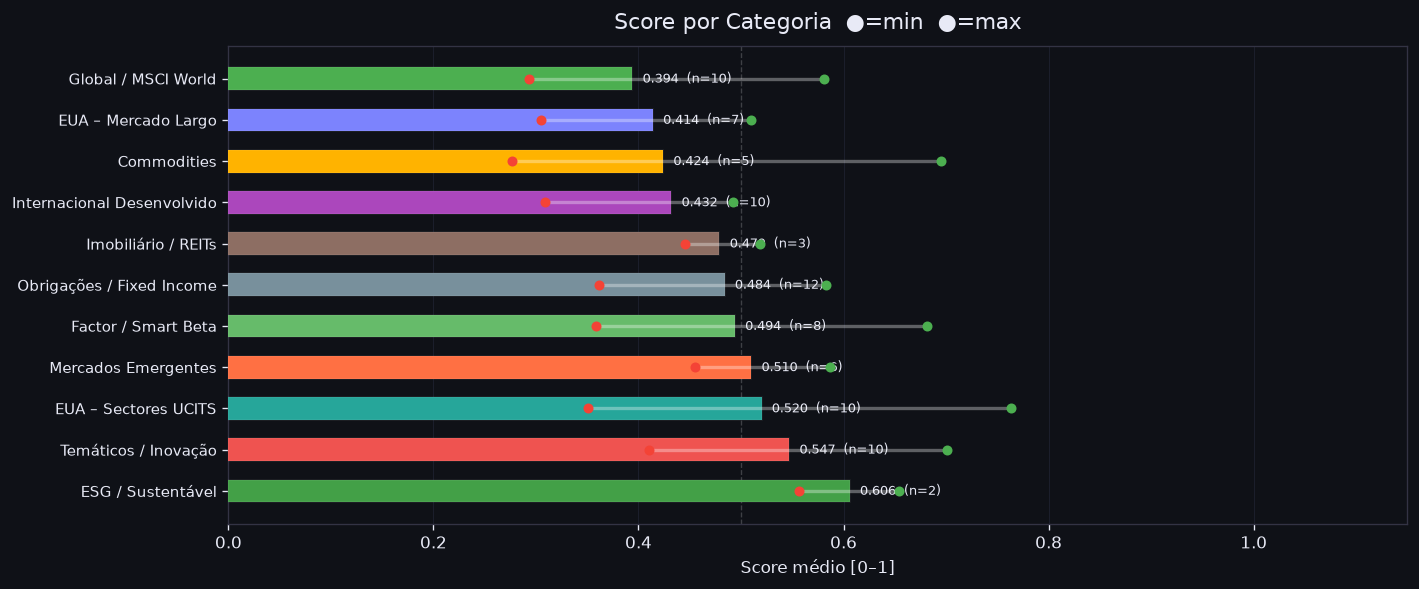 Score por Categoria ●=min ●=max
Global / MSCI World 0.394 (n=10)
EUA – Mercado Largo 0.414 (n=7)
Commodities 0.424 (n=5)
Internacional Desenvolvido 0.432 (n=10)
Imobiliário / REITs (n=3)
Obrigações / Fixed Income 0.484 (n=12)
Factor / Smart Beta 0.494 (n=8)
Mercados Emergentes 0.510 (n=6)
EUA – Sectores UCITS 0.520 (n=10)
Temáticos / Inovação 0.547 (n=10)
ESG / Sustentável 0.606 (n=2)
0.0 0.2 0.4 0.6 0.8 1.0
Score médio [0–1]